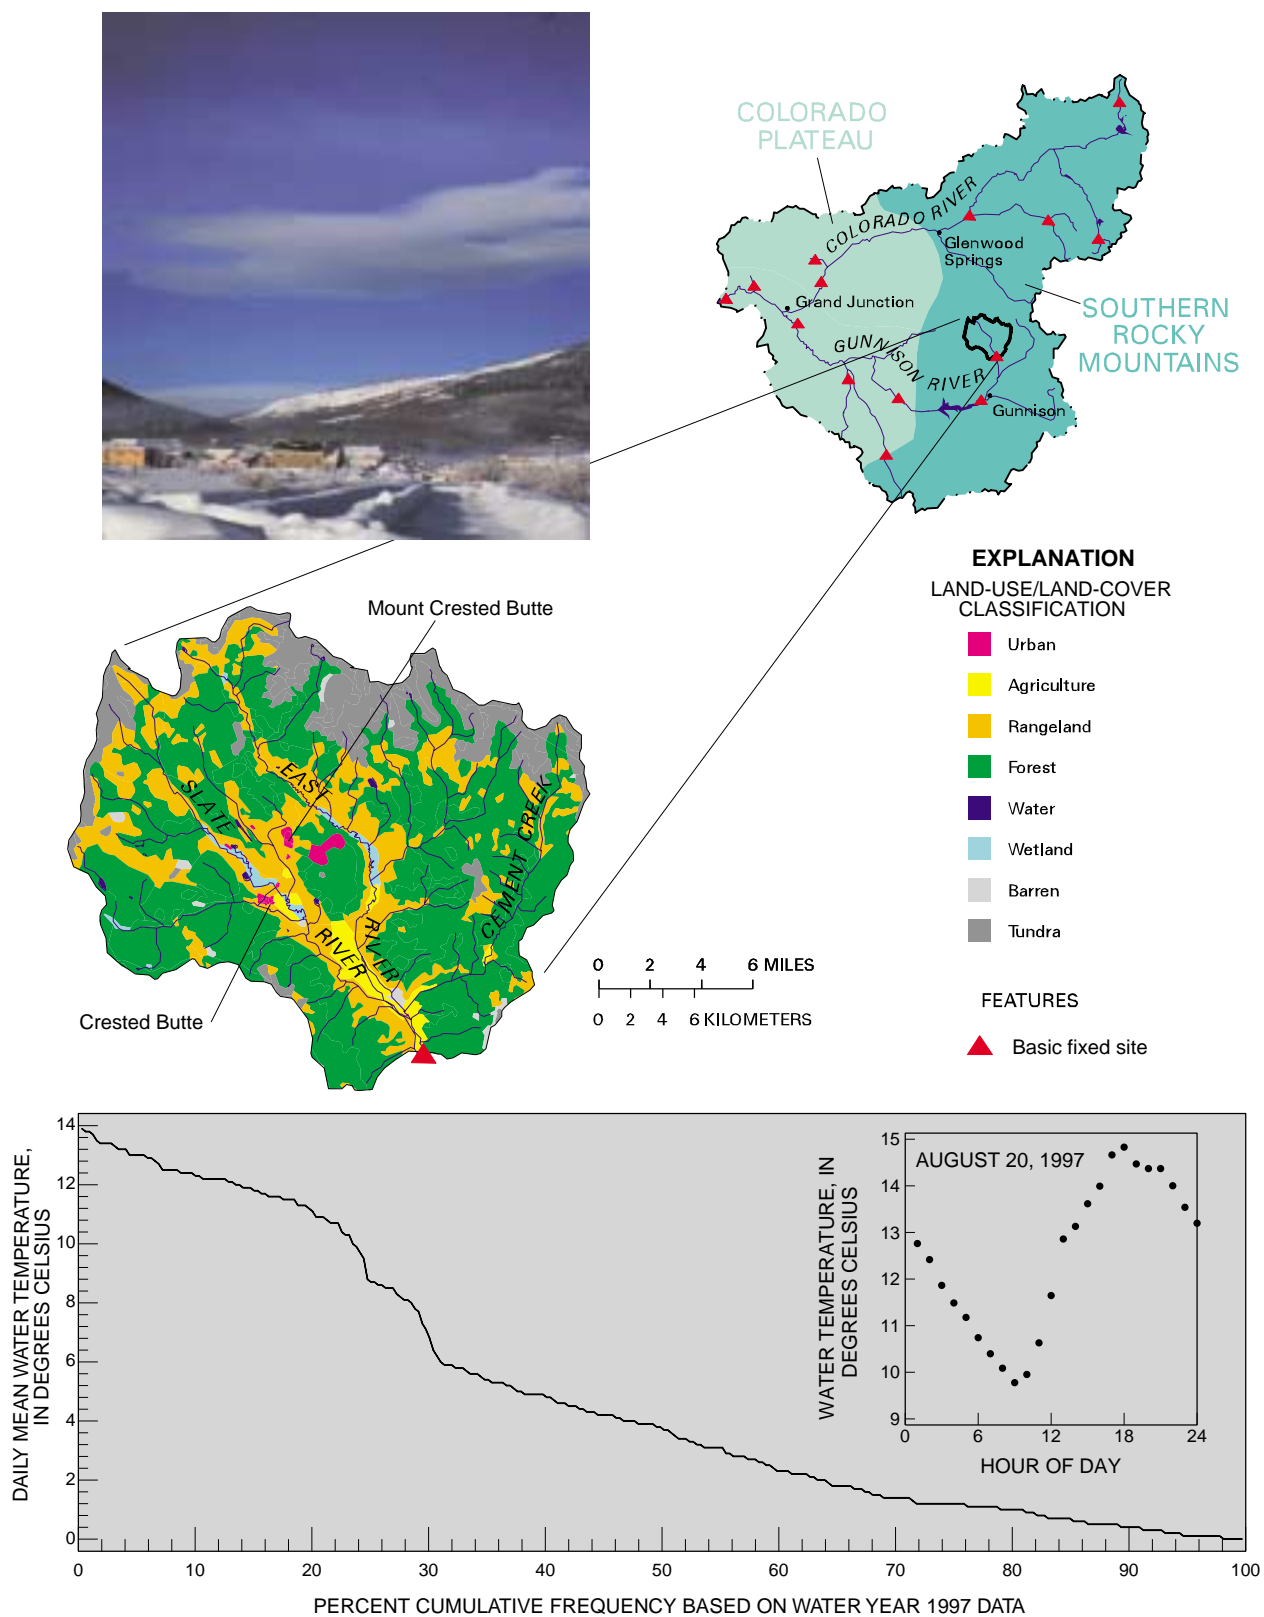 COLORADO
PLATEAU
COLORADO RIVER
Glenwood
Springs
Grand Junction
SOUTHERN
ROCKY
MOUNTAINS
GUNNISON RIVER
Gunnison
EXPLANATION
LAND-USE/LAND-COVER
CLASSIFICATION
Urban
Agriculture
Rangeland
Forest
Water
Wetland
Barren
Tundra
FEATURES
Basic fixed site
Mount Crested Butte
EAST
RIVER
SLATE
RIVER
CEMENT CREEK
Crested Butte
0 2 4 6 MILES
0 2 4 6 KILOMETERS
DAILY MEAN WATER TEMPERATURE,
IN DEGREES CELSIUS
14
12
10
8
6
4
2
0
0 10 20 30 40 50 60 70 80 90 100
PERCENT CUMULATIVE FREQUENCY BASED ON WATER YEAR 1997 DATA
AUGUST 20, 1997
WATER TEMPERATURE, IN
DEGREES CELSIUS
15
14
13
12
11
10
9
0 6 12 18 24
HOUR OF DAY